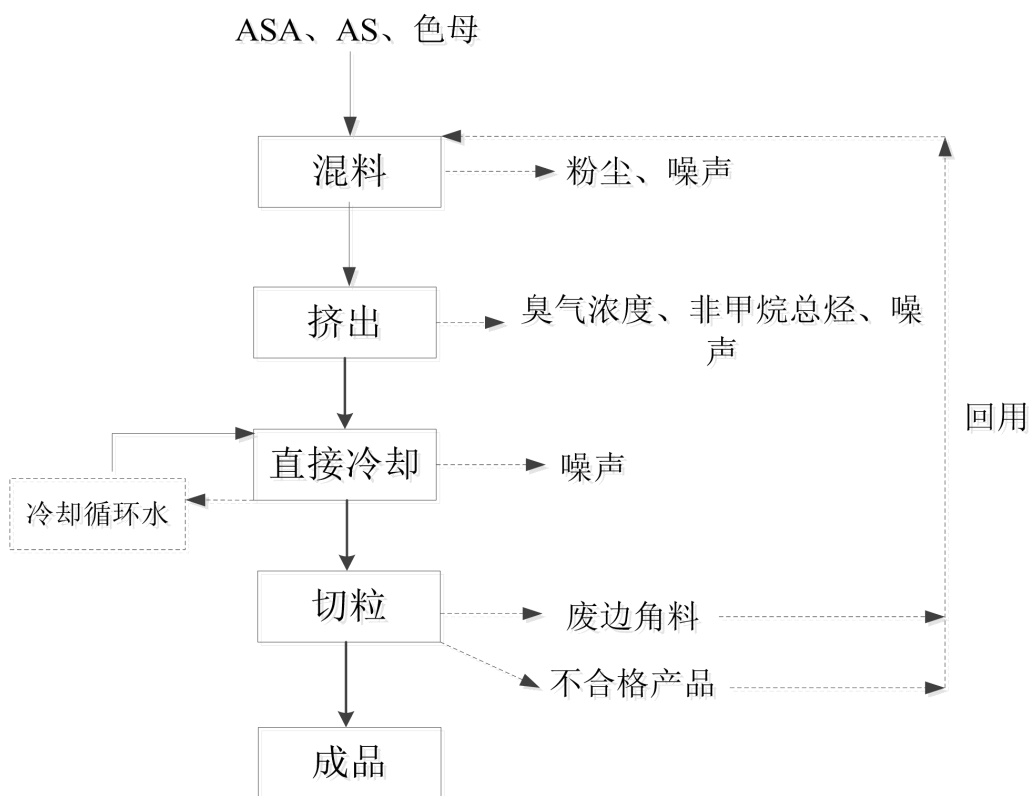 ASA、AS、色母
混料
粉尘、噪声
挤出
臭气浓度、非甲烷总烃、噪
声
回用
直接冷却
噪声
冷却循环水
切粒
废边角料
不合格产品
成品